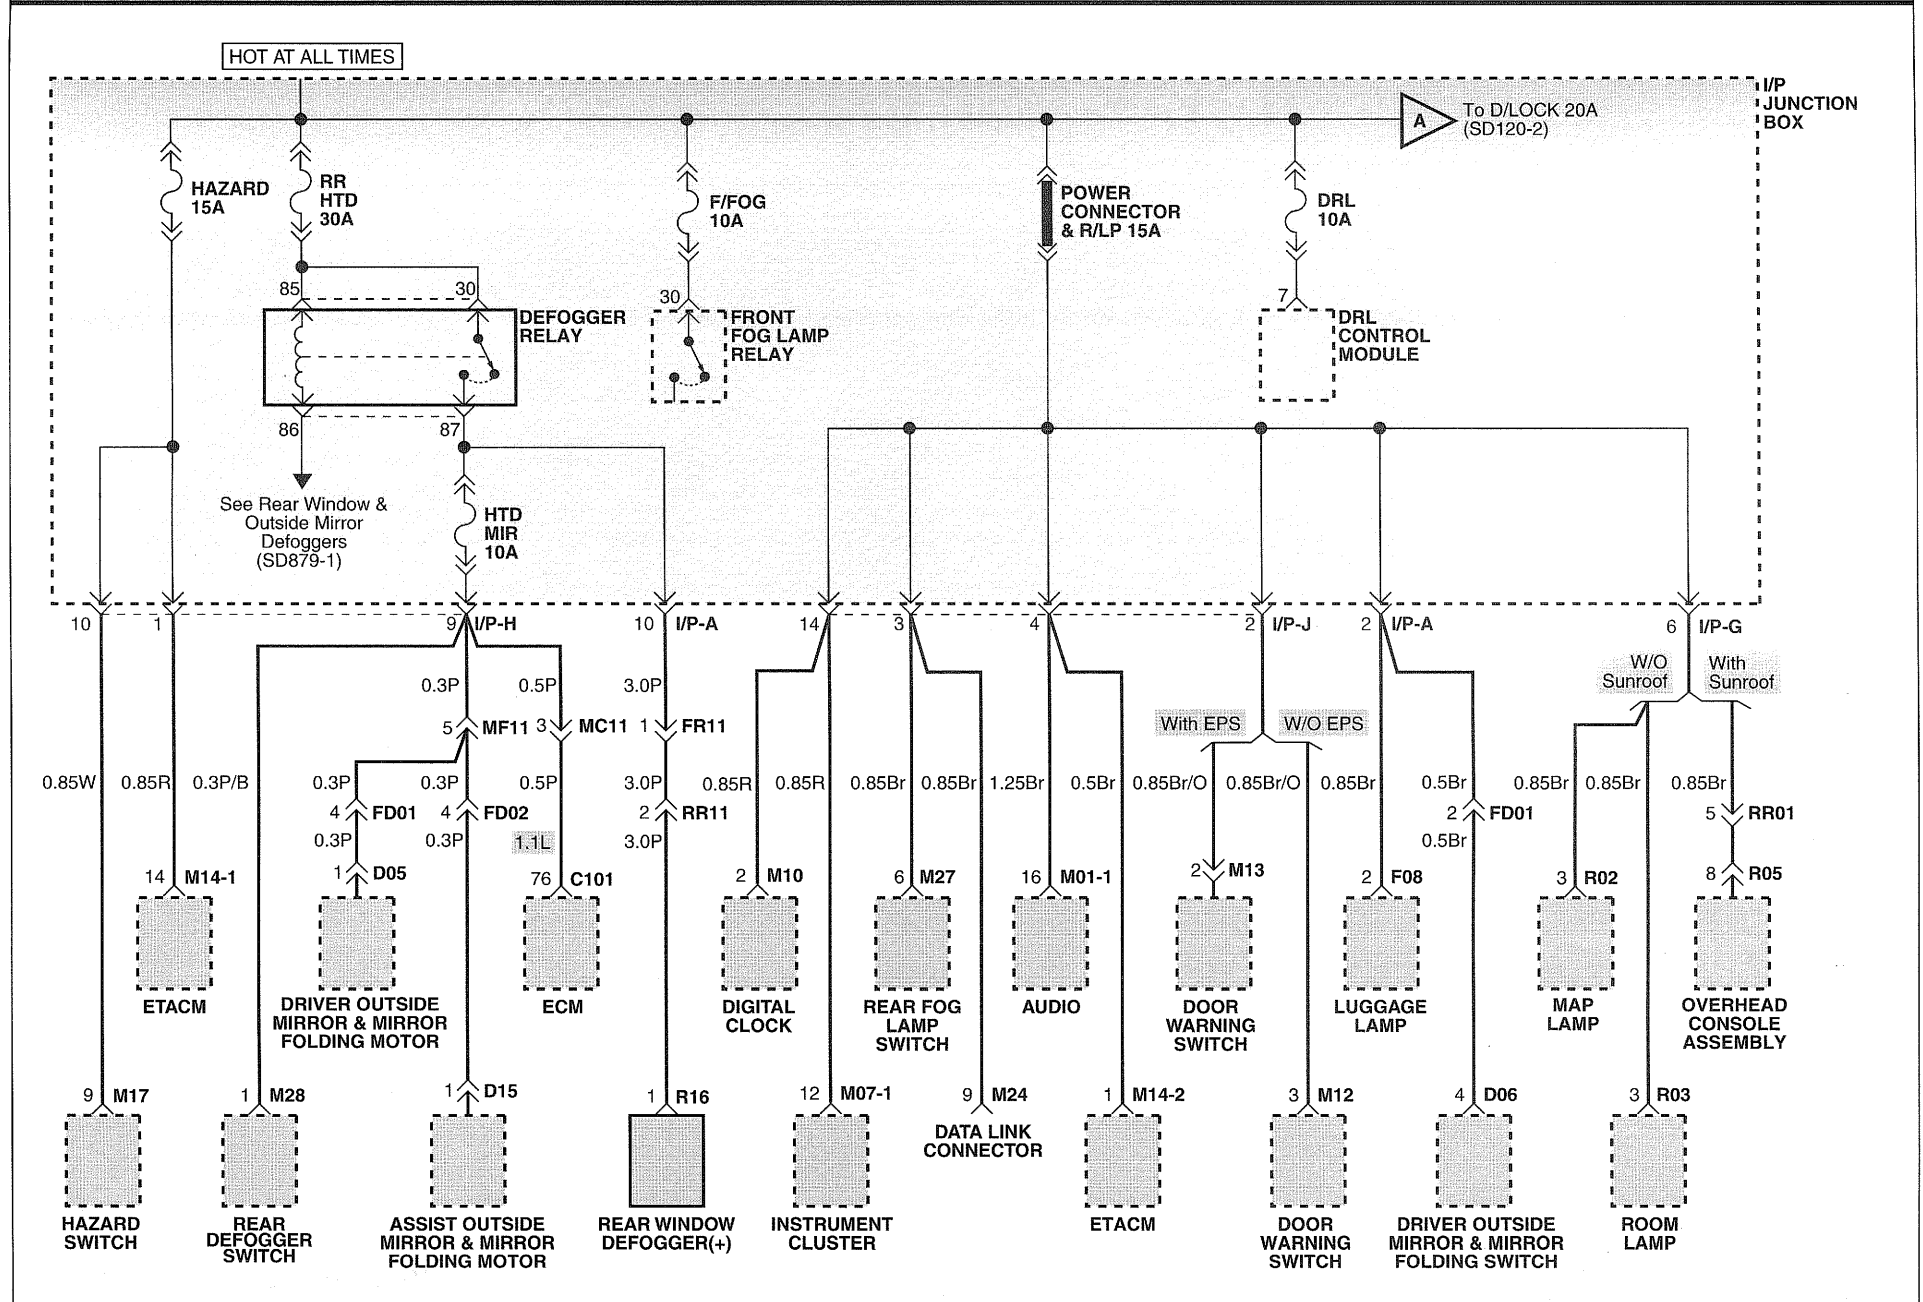 HOT AT ALL TIMES
I/P
JUNCTION
BOX
A
To D/LOCK 20A
(SD120-2)
HAZARD
15A
RR
HTD
30A
F/FOG
10A
POWER
CONNECTOR
& R/LP 15A
DRL
10A
85
30
DEFOGGER
RELAY
30
FRONT
FOG LAMP
RELAY
7
DRL
CONTROL
MODULE
86
87
See Rear Window &
Outside Mirror
Defoggers
(SD879-1)
HTD
MIR
10A
10
1
9
I/P-H
10
I/P-A
14
3
4
2
I/P-J
2
I/P-A
6
I/P-G
W/O
Sunroof
With
Sunroof
0.3P
0.5P
3.0P
5
MF11
3
MC11
1
FR11
With EPS
W/O EPS
0.85W
0.85R
0.3P/B
0.3P
0.3P
0.5P
3.0P
0.85R
0.85R
0.85Br
0.85Br
1.25Br
0.5Br
0.85Br/O
0.85Br/O
0.85Br
0.5Br
0.85Br
0.85Br
0.85Br
4
FD01
4
FD02
2
RR11
2
FD01
5
RR01
0.3P
0.3P
1.1L
3.0P
0.5Br
14
M14-1
1
D05
76
C101
2
M10
6
M27
16
M01-1
2
M13
2
F08
3
R02
8
R05
ETACM
DRIVER OUTSIDE
MIRROR & MIRROR
FOLDING MOTOR
ECM
DIGITAL
CLOCK
REAR FOG
LAMP
SWITCH
AUDIO
DOOR
WARNING
SWITCH
LUGGAGE
LAMP
MAP
LAMP
OVERHEAD
CONSOLE
ASSEMBLY
9
M17
1
M28
1
D15
1
R16
12
M07-1
9
M24
1
M14-2
3
M12
4
D06
3
R03
DATA LINK
CONNECTOR
HAZARD
SWITCH
REAR
DEFOGGER
SWITCH
ASSIST OUTSIDE
MIRROR & MIRROR
FOLDING MOTOR
REAR WINDOW
DEFOGGER(+)
INSTRUMENT
CLUSTER
ETACM
DOOR
WARNING
SWITCH
DRIVER OUTSIDE
MIRROR & MIRROR
FOLDING SWITCH
ROOM
LAMP